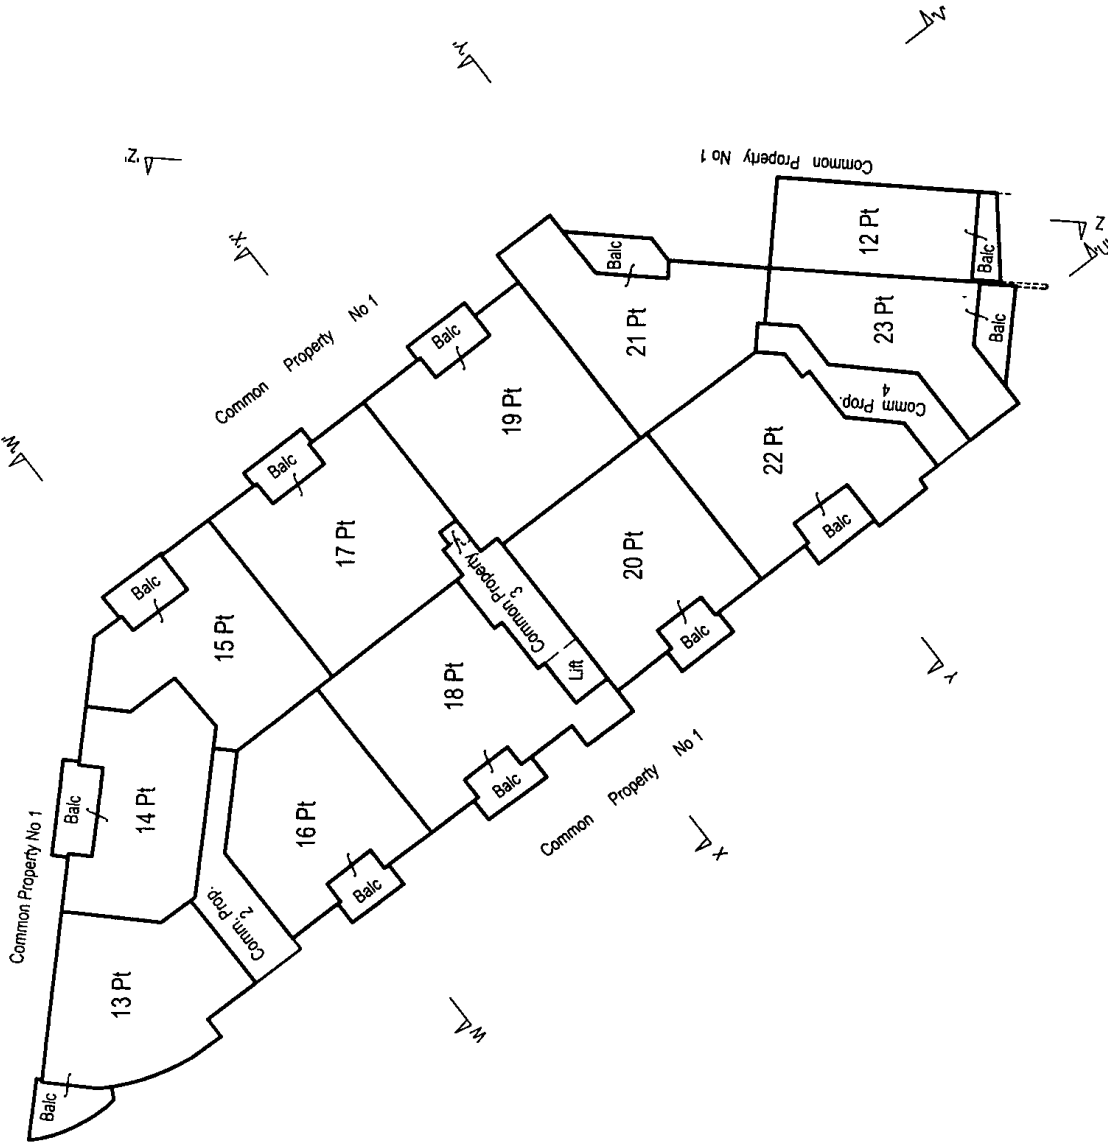 V'
Y'
Z'
X'
W'
Common Property No 1
12 Pt
Balc
Z
V
Balc
21 Pt
23 Pt
Balc
Comm Prop.
4
Common Property No 1
Balc
19 Pt
22 Pt
Balc
Balc
17 Pt
20 Pt
Balc
Y
Common Property
3
Lift
Balc
15 Pt
18 Pt
Balc
Common Property No 1
X
Common Property No 1
Balc
14 Pt
16 Pt
Balc
Comm. Prop.
2
13 Pt
Balc
W